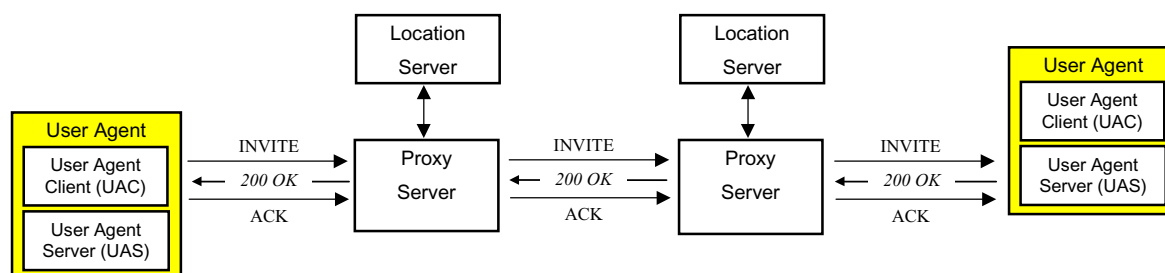 Location
Server
Location
Server
User Agent
User Agent
Client (UAC)
User Agent
Server (UAS)
User Agent
User Agent
Client (UAC)
User Agent
Server (UAS)
INVITE
200 OK
ACK
Proxy
Server
INVITE
200 OK
ACK
Proxy
Server
INVITE
200 OK
ACK